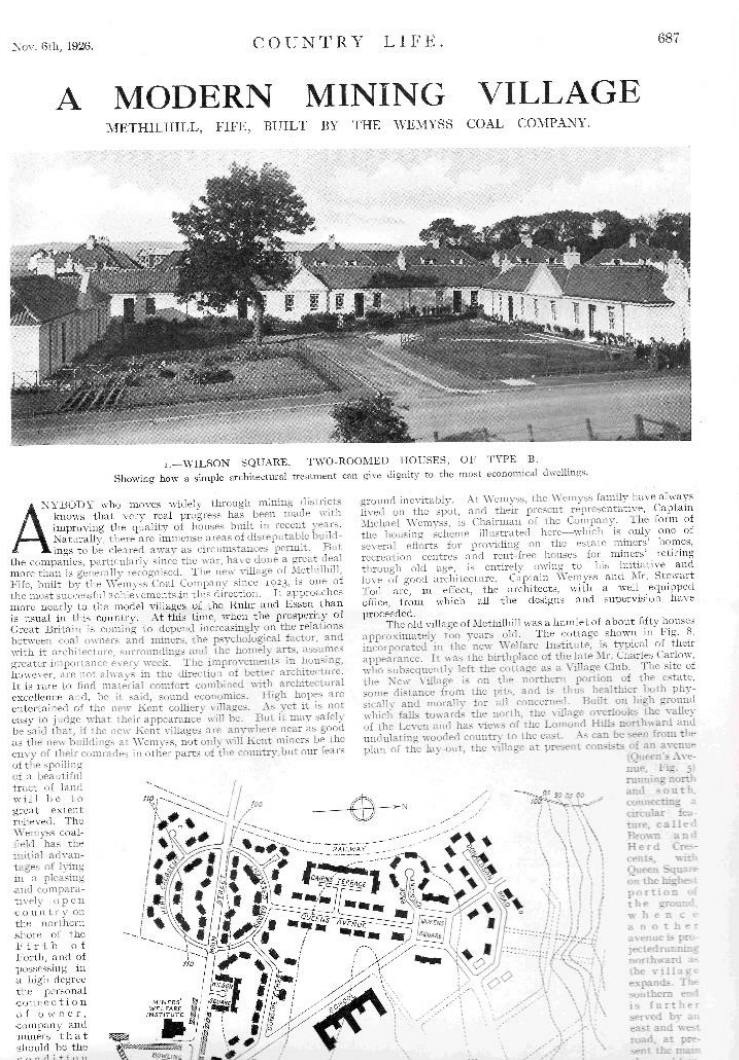 Nov. 6th, 1926.
COUNTRY LIFE.
687
A MODERN MINING VILLAGE
METHILHILL, FIFE, BUILT BY THE WEMYSS COAL COMPANY.
1.—WILSON SQUARE. TWO-ROOMED HOUSES, OF TYPE B.
Showing how a simple architectural treatment can give dignity to the most economical dwellings.
ANYBODY who moves widely through mining districts
knows that very real progress has been made with
improving the quality of houses built in recent years.
Naturally, there are immense areas of disreputable build-
ings to be cleared away as circumstances permit. But
the companies, particularly since the war, have done a great deal
more than is generally recognised. The new village of Methilhill,
Fife, built by the Wemyss Coal Company since 1923, is one of
the most successful achievements in this direction. It approaches
more nearly to the model villages of the Ruhr and Essen than
is usual in this country. At this time, when the prosperity of
Great Britain is coming to depend increasingly on the relations
between coal owners and miners, the psychological factor, and
with it architecture, surroundings and the homely arts, assumes
greater importance every week. The improvements in housing,
however, are not always in the direction of better architecture.
It is rare to find material comfort combined with architectural
excellence and, be it said, sound economics. High hopes are
entertained of the new Kent colliery villages. As yet it is not
easy to judge what their appearance will be. But it may safely
be said that, if the new Kent villages are anywhere near as good
as the new buildings at Wemyss, not only will Kent miners be the
envy of their comrades in other parts of the country, but our fears
of the spoiling
of a beautiful
tract of land
will be to
great extent
relieved. The
Wemyss coal-
field has the
initial advan-
tages of lying
in a pleasing
and compara-
tively open
country on
the northern
shore of the
Firth of
Forth, and of
possessing in
a high degree
the personal
connection
of owner,
company and
miners that
should be the
condition
ground inevitably. At Wemyss, the Wemyss family have always
lived on the spot, and their present representative, Captain
Michael Wemyss, is Chairman of the Company. The form of
the housing scheme illustrated here—which is only one of
several efforts for providing on the estate miners' homes,
recreation centres and rent-free houses for miners' retiring
through old age, is entirely owing to his initiative and
love of good architecture. Captain Wemyss and Mr. Stewart
Tod are, in effect, the architects, with a well equipped
office, from which all the designs and supervision have
proceeded.
The old village of Methilhill was a hamlet of about fifty houses
approximately 100 years old. The cottage shown in Fig. 8,
incorporated in the new Welfare Institute, is typical of their
appearance. It was the birthplace of the late Mr. Charles Carlow,
who subsequently left the cottage as a Village Club. The site of
the New Village is on the northern portion of the estate,
some distance from the pits, and is thus healthier both phy-
sically and morally for all concerned. Built on high ground
which falls towards the north, the village overlooks the valley
of the Leven and has views of the Lomond Hills northward and
undulating wooded country to the east. As can be seen from the
plan of the lay-out, the village at present consists of an avenue
(Queen's Ave-
nue, Fig. 5)
running north
and south,
connecting a
circular fea-
ture, called
Brown and
Herd Cres-
cents, with
Queen Square
on the highest
portion of
the ground,
whence
another
avenue is pro-
jected running
northward as
the village
expands. The
southern end
is further
served by an
east and west
road, at pre-
sent the main
110
100
N
RAILWAY
QUEENS AVENUE
QUEENS
SQUARE
ROAD
MAIN
STREET
110
WILSON
SQUARE
SCHOOL
MINERS'
WELFARE
INSTITUTE
BOWLING